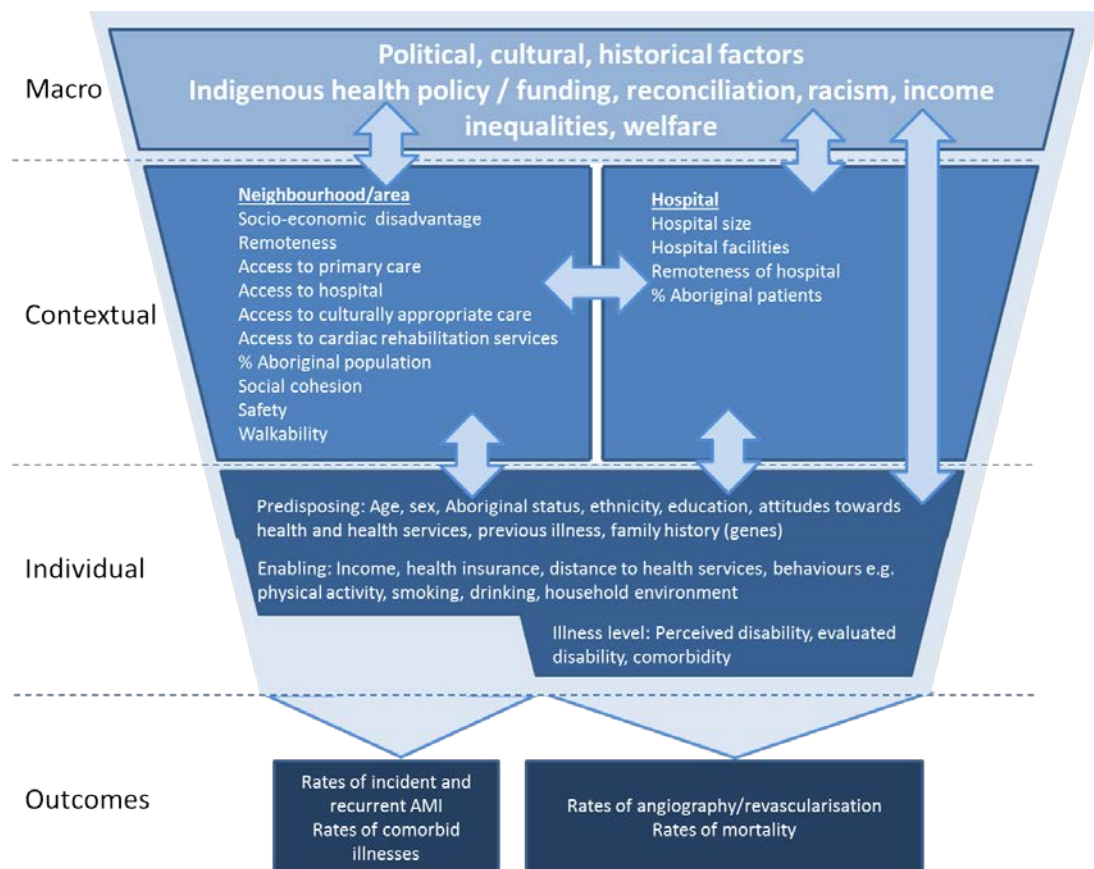 Macro
Political, cultural, historical factors
Indigenous health policy / funding, reconciliation, racism, income
inequalities, welfare
Contextual
Neighbourhood/area
Socio-economic disadvantage
Remoteness
Access to primary care
Access to hospital
Access to culturally appropriate care
Access to cardiac rehabilitation services
% Aboriginal population
Social cohesion
Safety
Walkability
Hospital
Hospital size
Hospital facilities
Remoteness of hospital
% Aboriginal patients
Individual
Predisposing: Age, sex, Aboriginal status, ethnicity, education, attitudes towards
health and health services, previous illness, family history (genes)
Enabling: Income, health insurance, distance to health services, behaviours e.g.
physical activity, smoking, drinking, household environment
Illness level: Perceived disability, evaluated
disability, comorbidity
Outcomes
Rates of incident and
recurrent AMI
Rates of comorbid
illnesses
Rates of angiography/revascularisation
Rates of mortality